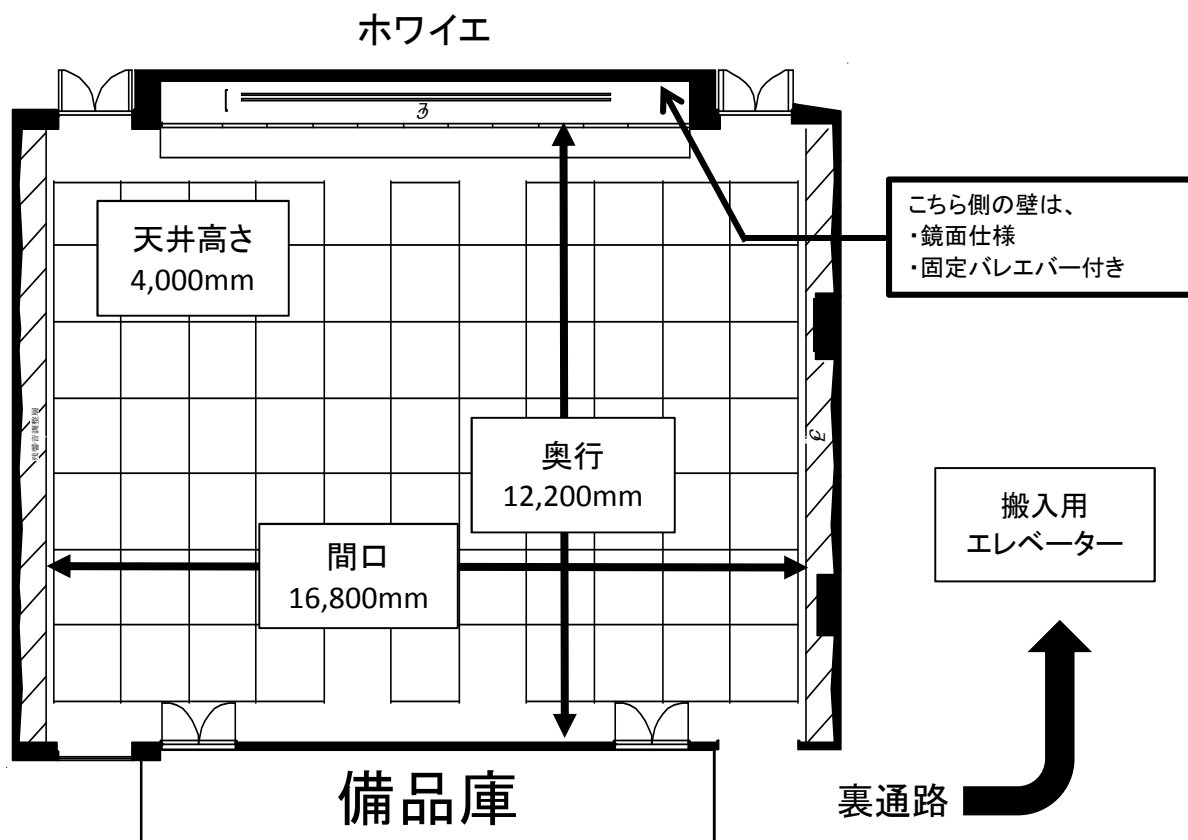 ホワイエ
こちら側の壁は、
・鏡面仕様
・固定バレエバー付き
天井高さ
4,000mm
奥行
12,200mm
搬入用
エレベーター
間口
16,800mm
備品庫
裏通路